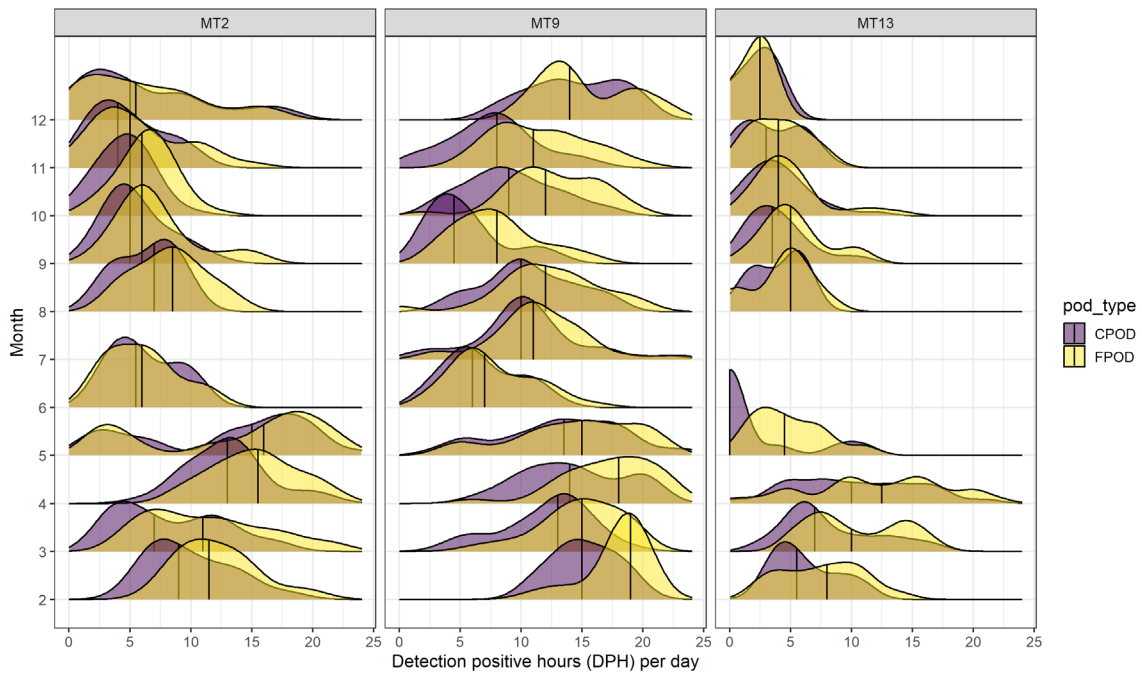 MT2 MT9 MT13
Month
12
11
10
9
8
7
6
5
4
3
2
0 5 10 15 20 25 0 5 10 15 20 25 0 5 10 15 20 25
Detection positive hours (DPH) per day
pod_type
CPOD
FPOD